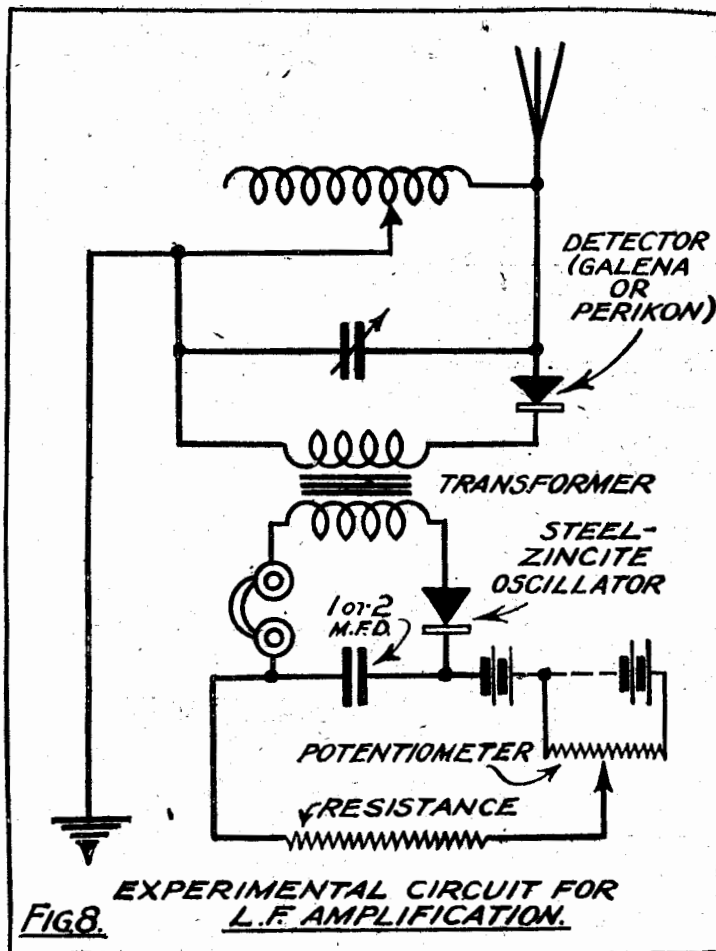 DETECTOR
(GALENA
OR
PERIKON)
TRANSFORMER
STEEL-
ZINCITE
OSCILLATOR
1 or 2
M.F.D.
POTENTIOMETER
RESISTANCE
EXPERIMENTAL CIRCUIT FOR
L.F. AMPLIFICATION.
FIG.8.